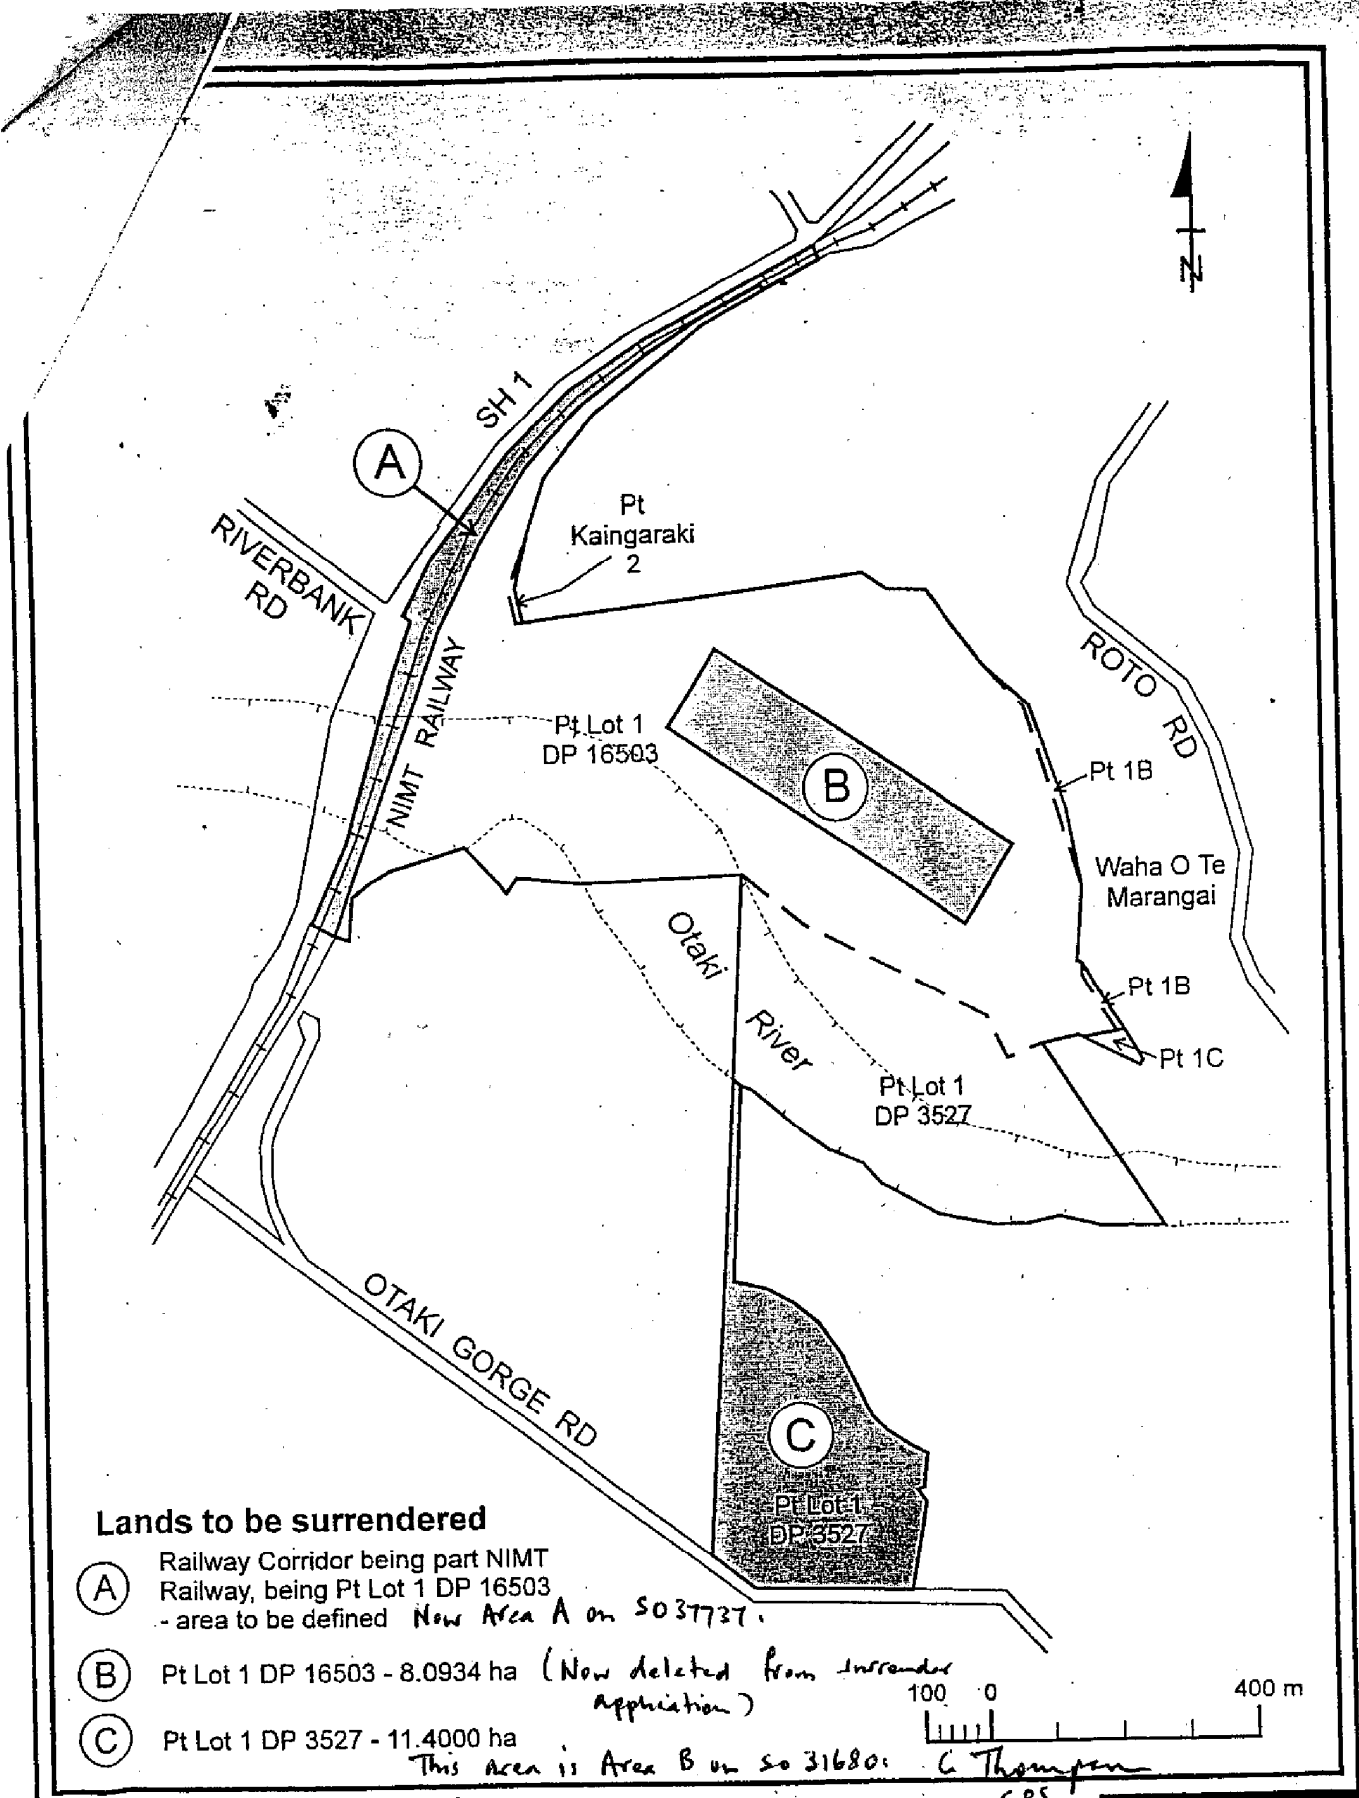 N
SH 1
A
Pt
Kaingaraki
2
RIVERBANK
RD
ROTO RD
NIMT RAILWAY
Pt Lot 1
DP 16503
B
Pt 1B
Waha O Te
Marangai
Otaki
River
Pt 1B
Pt 1C
Pt Lot 1
DP 3527
OTAKI GORGE RD
C
Pt Lot 1
DP 3527
Lands to be surrendered
A
Railway Corridor being part NIMT
Railway, being Pt Lot 1 DP 16503
- area to be defined Now Area A on SO37737.
B Pt Lot 1 DP 16503 - 8.0934 ha (Now deleted from surrender
application)
100 0 400 m
C Pt Lot 1 DP 3527 - 11.4000 ha
This Area is Area B on SO 31680. G Thompson